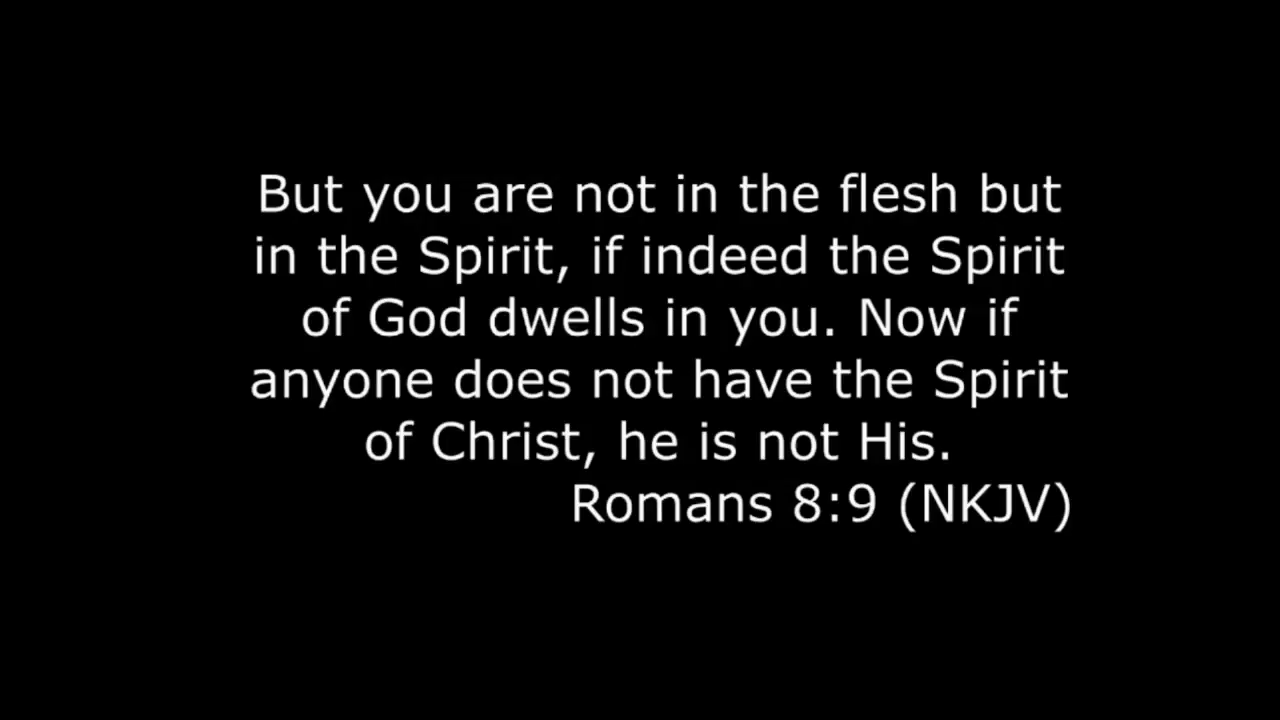 But you are not in the flesh but
in the Spirit, if indeed the Spirit
of God dwells in you. Now if
anyone does not have the Spirit
of Christ, he is not His.
Romans 8:9 (NKJV)